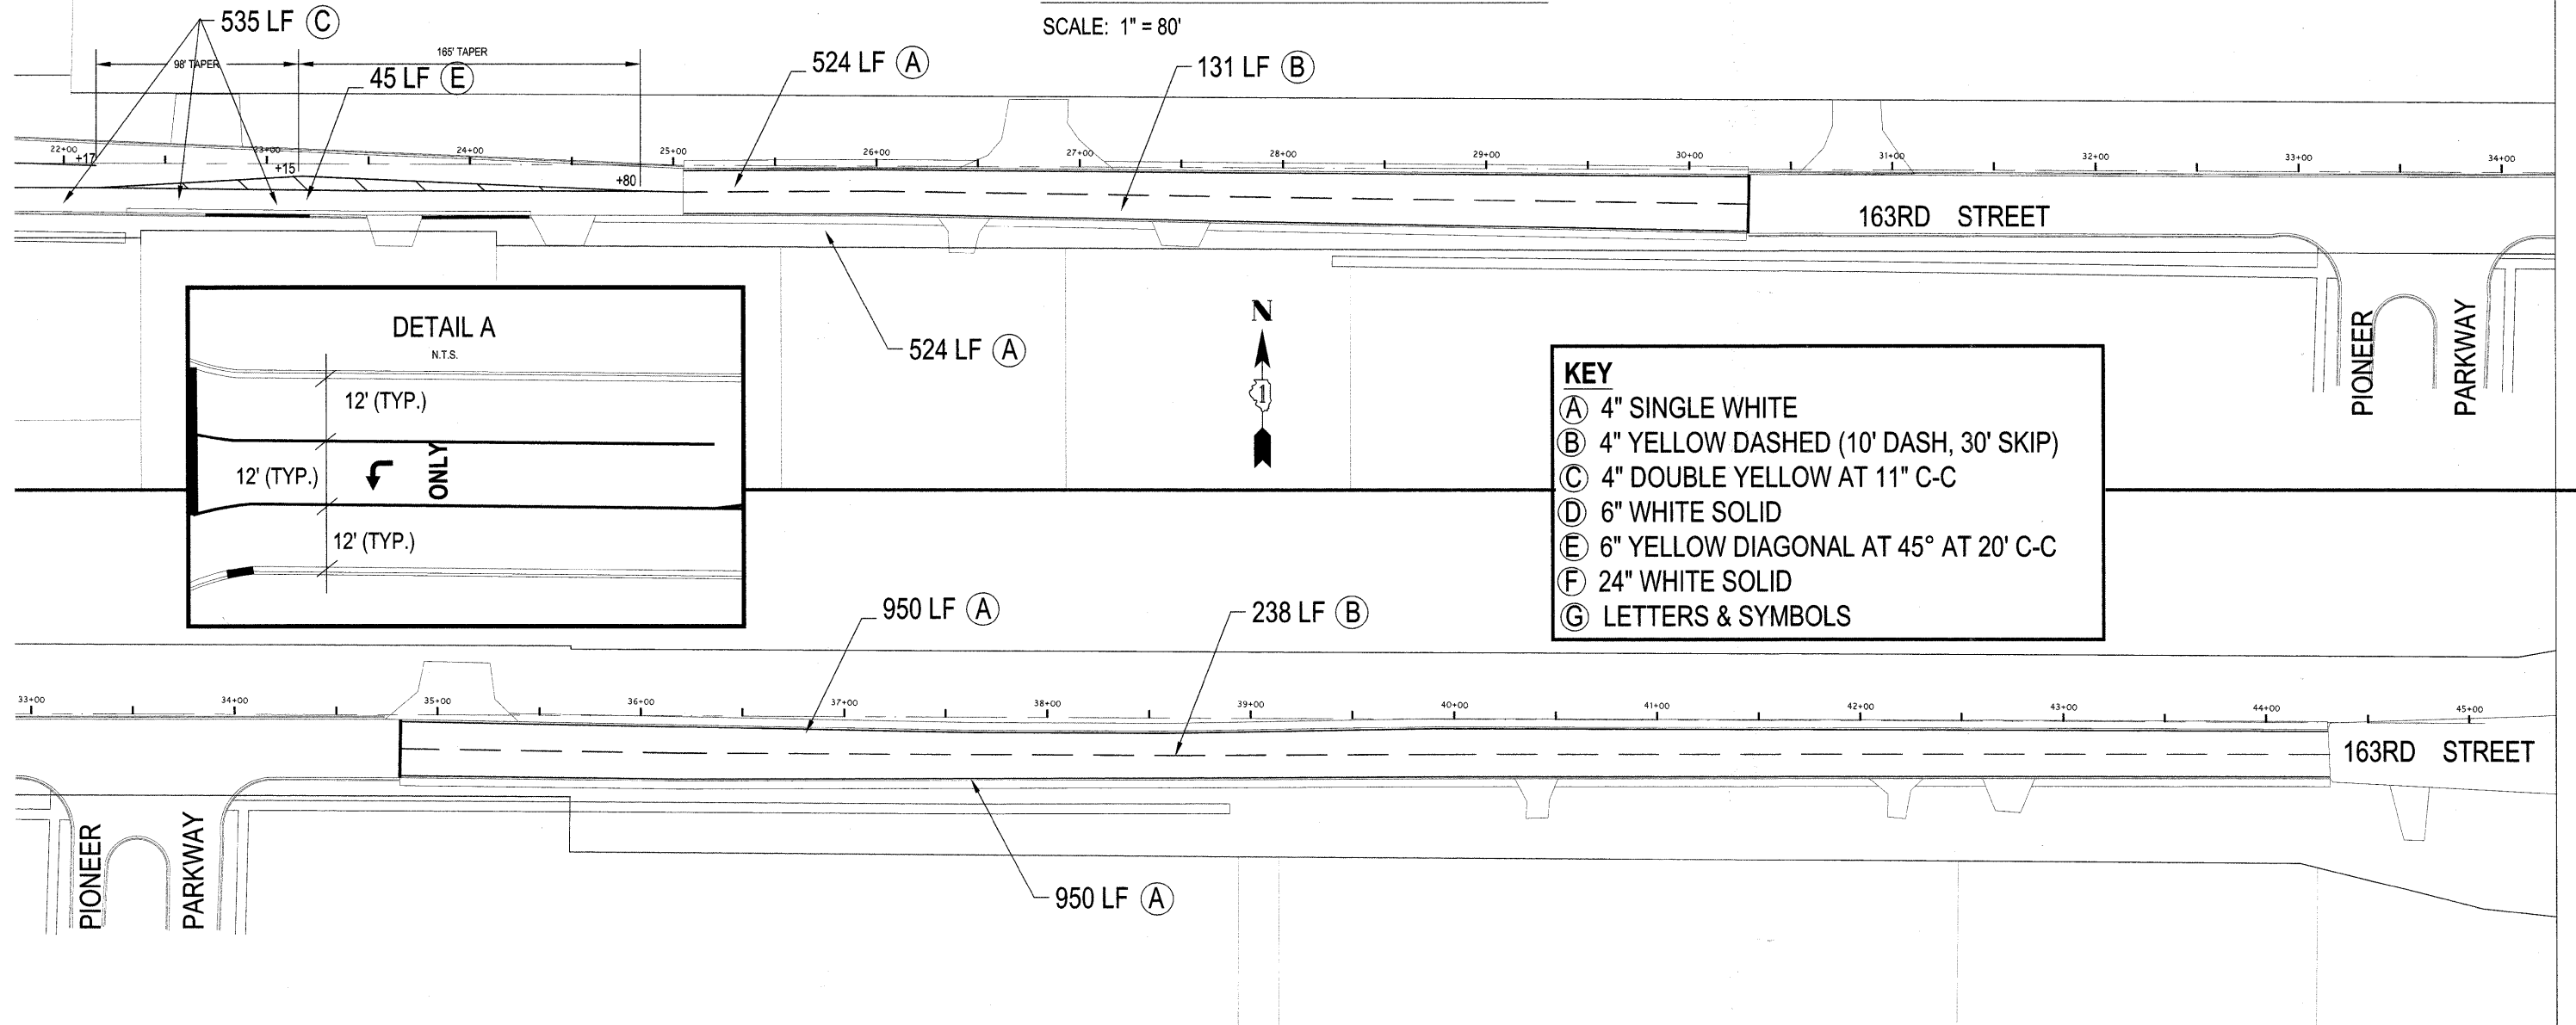 SCALE: 1" = 80'
535 LF C
98' TAPER
165' TAPER
45 LF E
524 LF A
131 LF B
22+00
+17
23+00
+15
24+00
+80
25+00
26+00
27+00
28+00
29+00
30+00
31+00
32+00
33+00
34+00
163RD STREET
524 LF A
PIONEER
PARKWAY
DETAIL A
N.T.S.
12' (TYP.)
12' (TYP.)
ONLY
12' (TYP.)
N
1
KEY
A 4" SINGLE WHITE
B 4" YELLOW DASHED (10' DASH, 30' SKIP)
C 4" DOUBLE YELLOW AT 11" C-C
D 6" WHITE SOLID
E 6" YELLOW DIAGONAL AT 45° AT 20' C-C
F 24" WHITE SOLID
G LETTERS & SYMBOLS
950 LF A
238 LF B
33+00
34+00
35+00
36+00
37+00
38+00
39+00
40+00
41+00
42+00
43+00
44+00
45+00
163RD STREET
PIONEER
PARKWAY
950 LF A